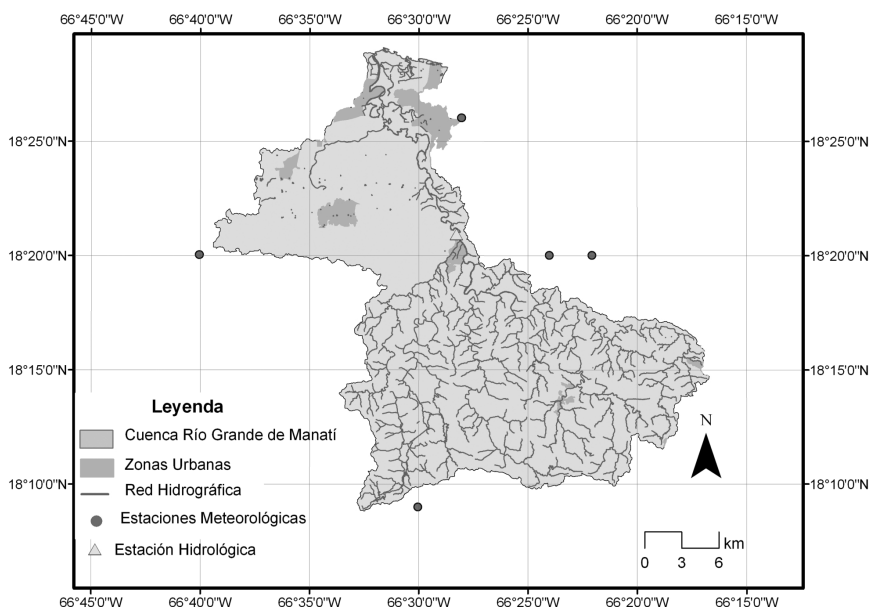 66°45'0"W 66°40'0"W 66°35'0"W 66°30'0"W 66°25'0"W 66°20'0"W 66°15'0"W
18°25'0"N 18°25'0"N
18°20'0"N 18°20'0"N
18°15'0"N 18°15'0"N
18°10'0"N 18°10'0"N
Leyenda
Cuenca Río Grande de Manatí
Zonas Urbanas
Red Hidrográfica
Estaciones Meteorológicas
Estación Hidrológica
N
km
0 3 6
66°45'0"W 66°40'0"W 66°35'0"W 66°30'0"W 66°25'0"W 66°20'0"W 66°15'0"W